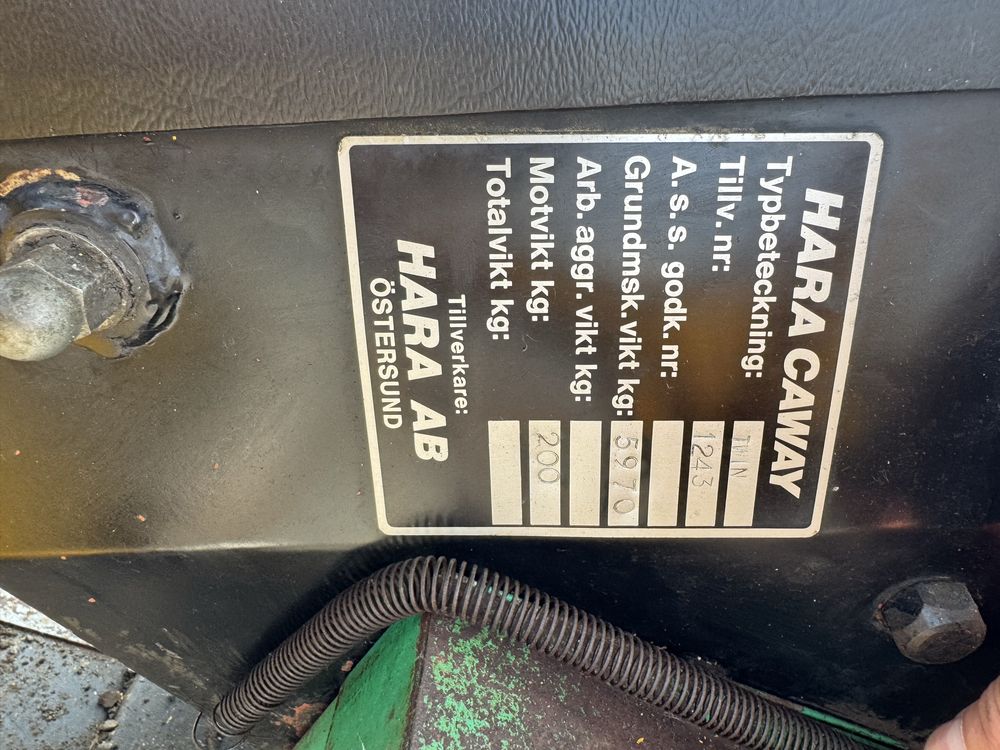 HARA CAWAY
Typbeteckning: TWIN
Tillv. nr: 1243
A. s. s. godk. nr:
Grundmsk. vikt kg: 5970
Arb. aggr. vikt kg:
Motvikt kg: 200
Totalvikt kg:
Tillverkare:
HARA AB
ÖSTERSUND